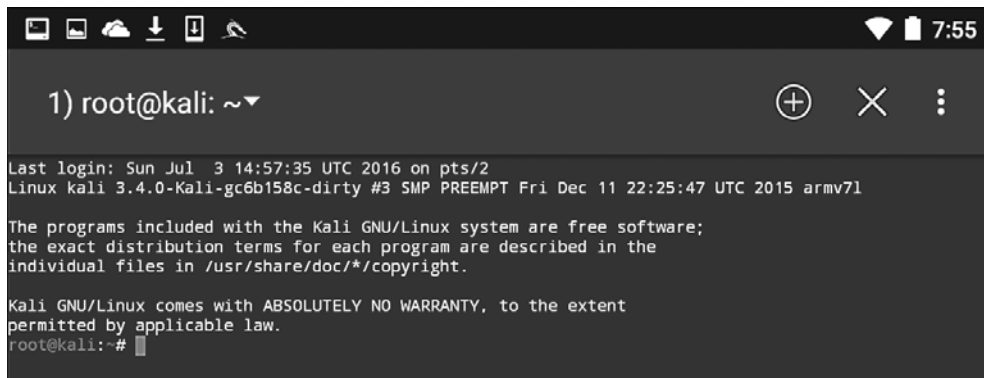 7:55
1) root@kali: ~
Last login: Sun Jul  3 14:57:35 UTC 2016 on pts/2
Linux kali 3.4.0-Kali-gc6b158c-dirty #3 SMP PREEMPT Fri Dec 11 22:25:47 UTC 2015 armv7l
The programs included with the Kali GNU/Linux system are free software;
the exact distribution terms for each program are described in the
individual files in /usr/share/doc/*/copyright.
Kali GNU/Linux comes with ABSOLUTELY NO WARRANTY, to the extent
permitted by applicable law.
root@kali:~#